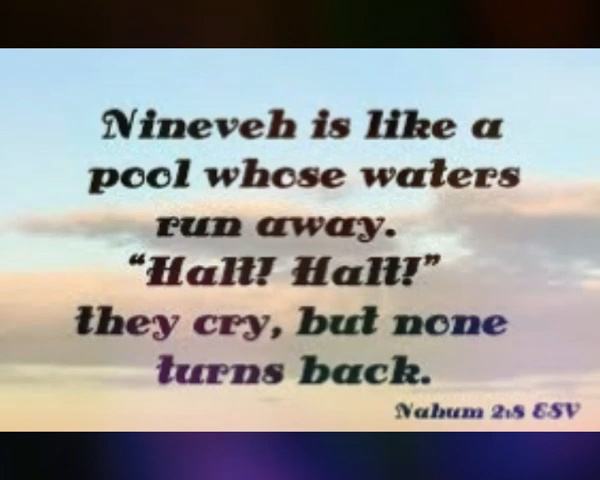 Nineveh is like a
pool whose waters
run away.
“Halt! Halt!”
they cry, but none
turns back.
Nahum 2:8 ESV